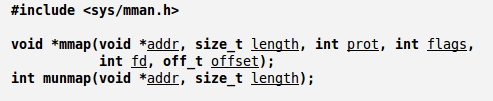 #include <sys/mman.h>
void *mmap(void *addr, size_t length, int prot, int flags,
int fd, off_t offset);
int munmap(void *addr, size_t length);